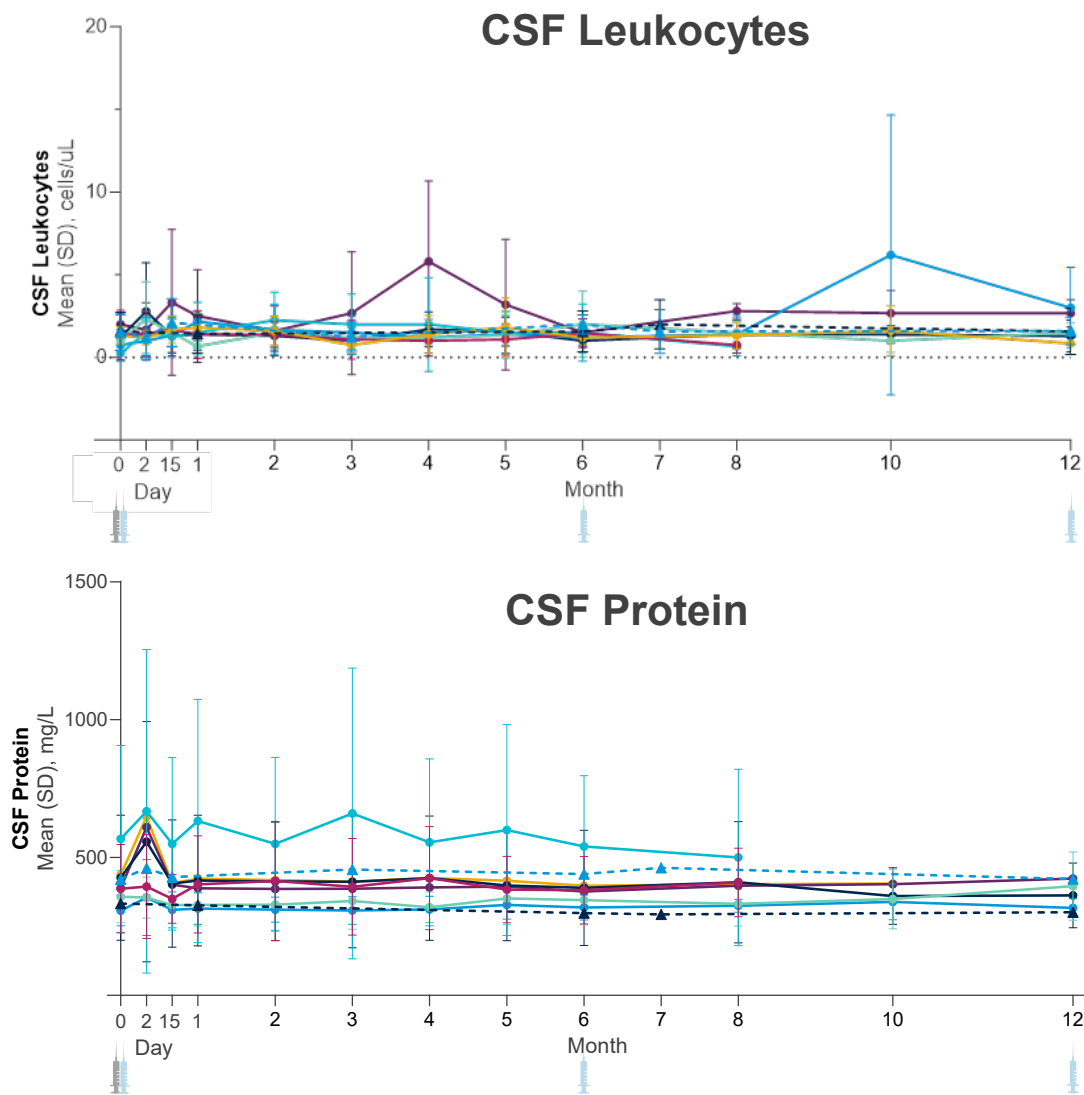 CSF Leukocytes
CSF Leukocytes
Mean (SD), cells/uL
20
10
0
0 2 15 1 2 3 4 5 6 7 8 10 12
Day
Month
CSF Protein
CSF Protein
Mean (SD), mg/L
1500
1000
500
0 2 15 1 2 3 4 5 6 7 8 10 12
Day
Month